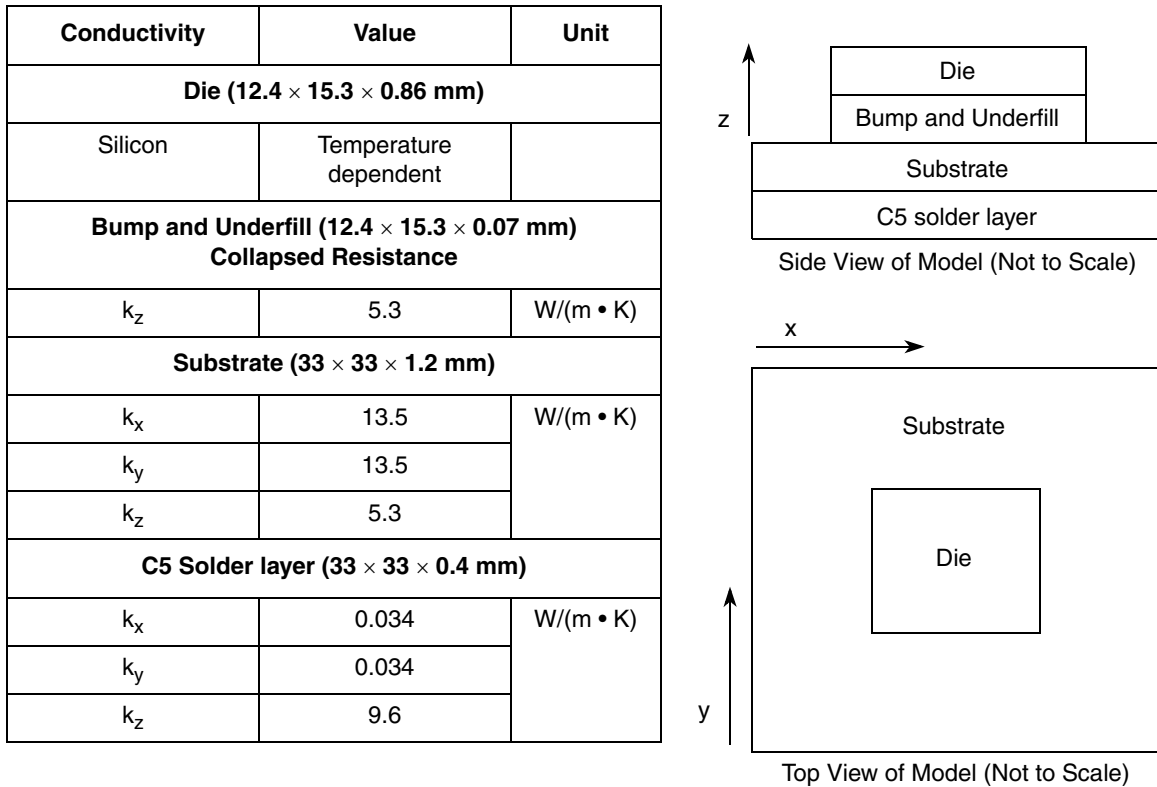 Conductivity Value Unit
Die (12.4 × 15.3 × 0.86 mm)
Silicon Temperature
dependent
Bump and Underfill (12.4 × 15.3 × 0.07 mm)
Collapsed Resistance
kz 5.3 W/(m • K)
Substrate (33 × 33 × 1.2 mm)
kx 13.5 W/(m • K)
ky 13.5
kz 5.3
C5 Solder layer (33 × 33 × 0.4 mm)
kx 0.034 W/(m • K)
ky 0.034
kz 9.6
z
Die
Bump and Underfill
Substrate
C5 solder layer
Side View of Model (Not to Scale)
x
Substrate
Die
y
Top View of Model (Not to Scale)